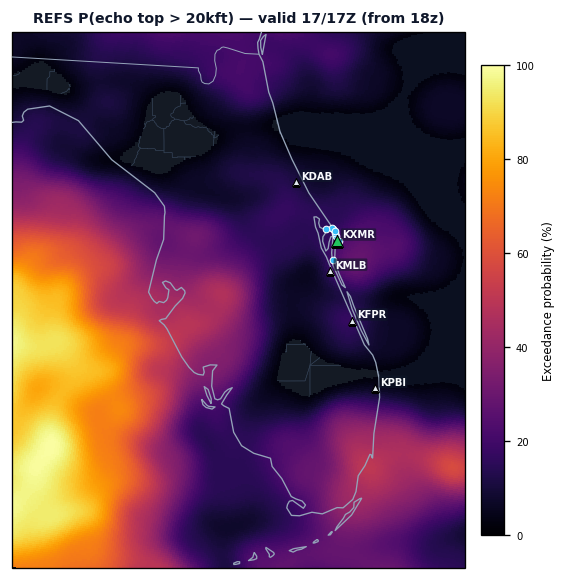 REFS P(echo top > 20kft) — valid 17/17Z (from 18z)
KDAB
KXMR
KMLB
KFPR
KPBI
100
80
60
40
20
0
Exceedance probability (%)